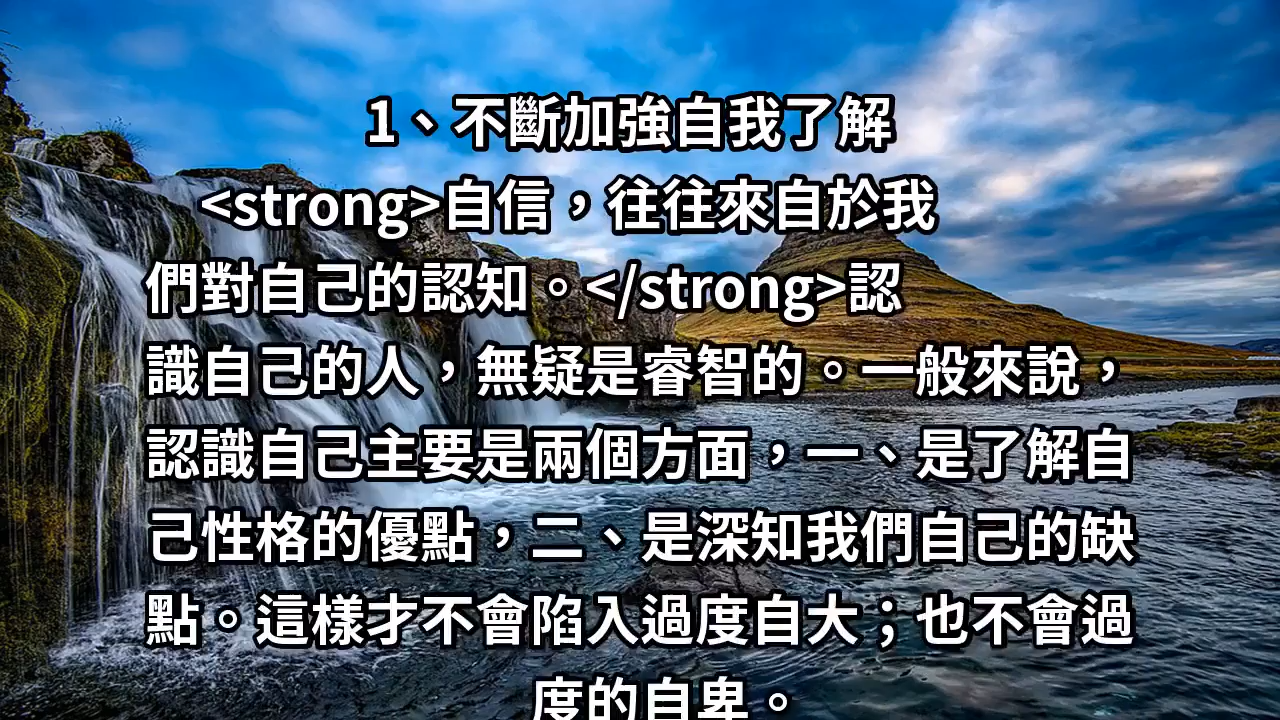 1、不斷加強自我了解
<strong>自信，往往來自於我
們對自己的認知。</strong>認
識自己的人，無疑是睿智的。一般來說，
認識自己主要是兩個方面，一、是了解自
己性格的優點，二、是深知我們自己的缺
點。這樣才不會陷入過度自大；也不會過
度的自卑。